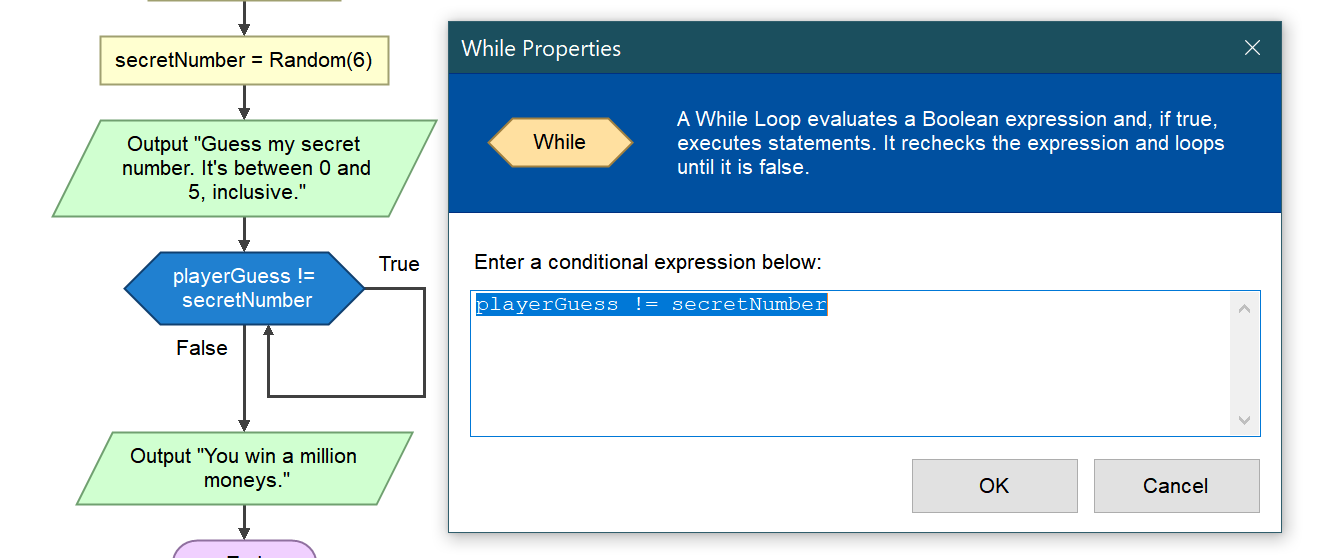 secretNumber = Random(6)
Output "Guess my secret
number. It's between 0 and
5, inclusive."
playerGuess !=
secretNumber
True
False
Output "You win a million
moneys."
While Properties
While
A While Loop evaluates a Boolean expression and, if true,
executes statements. It rechecks the expression and loops
until it is false.
Enter a conditional expression below:
playerGuess != secretNumber
OK
Cancel